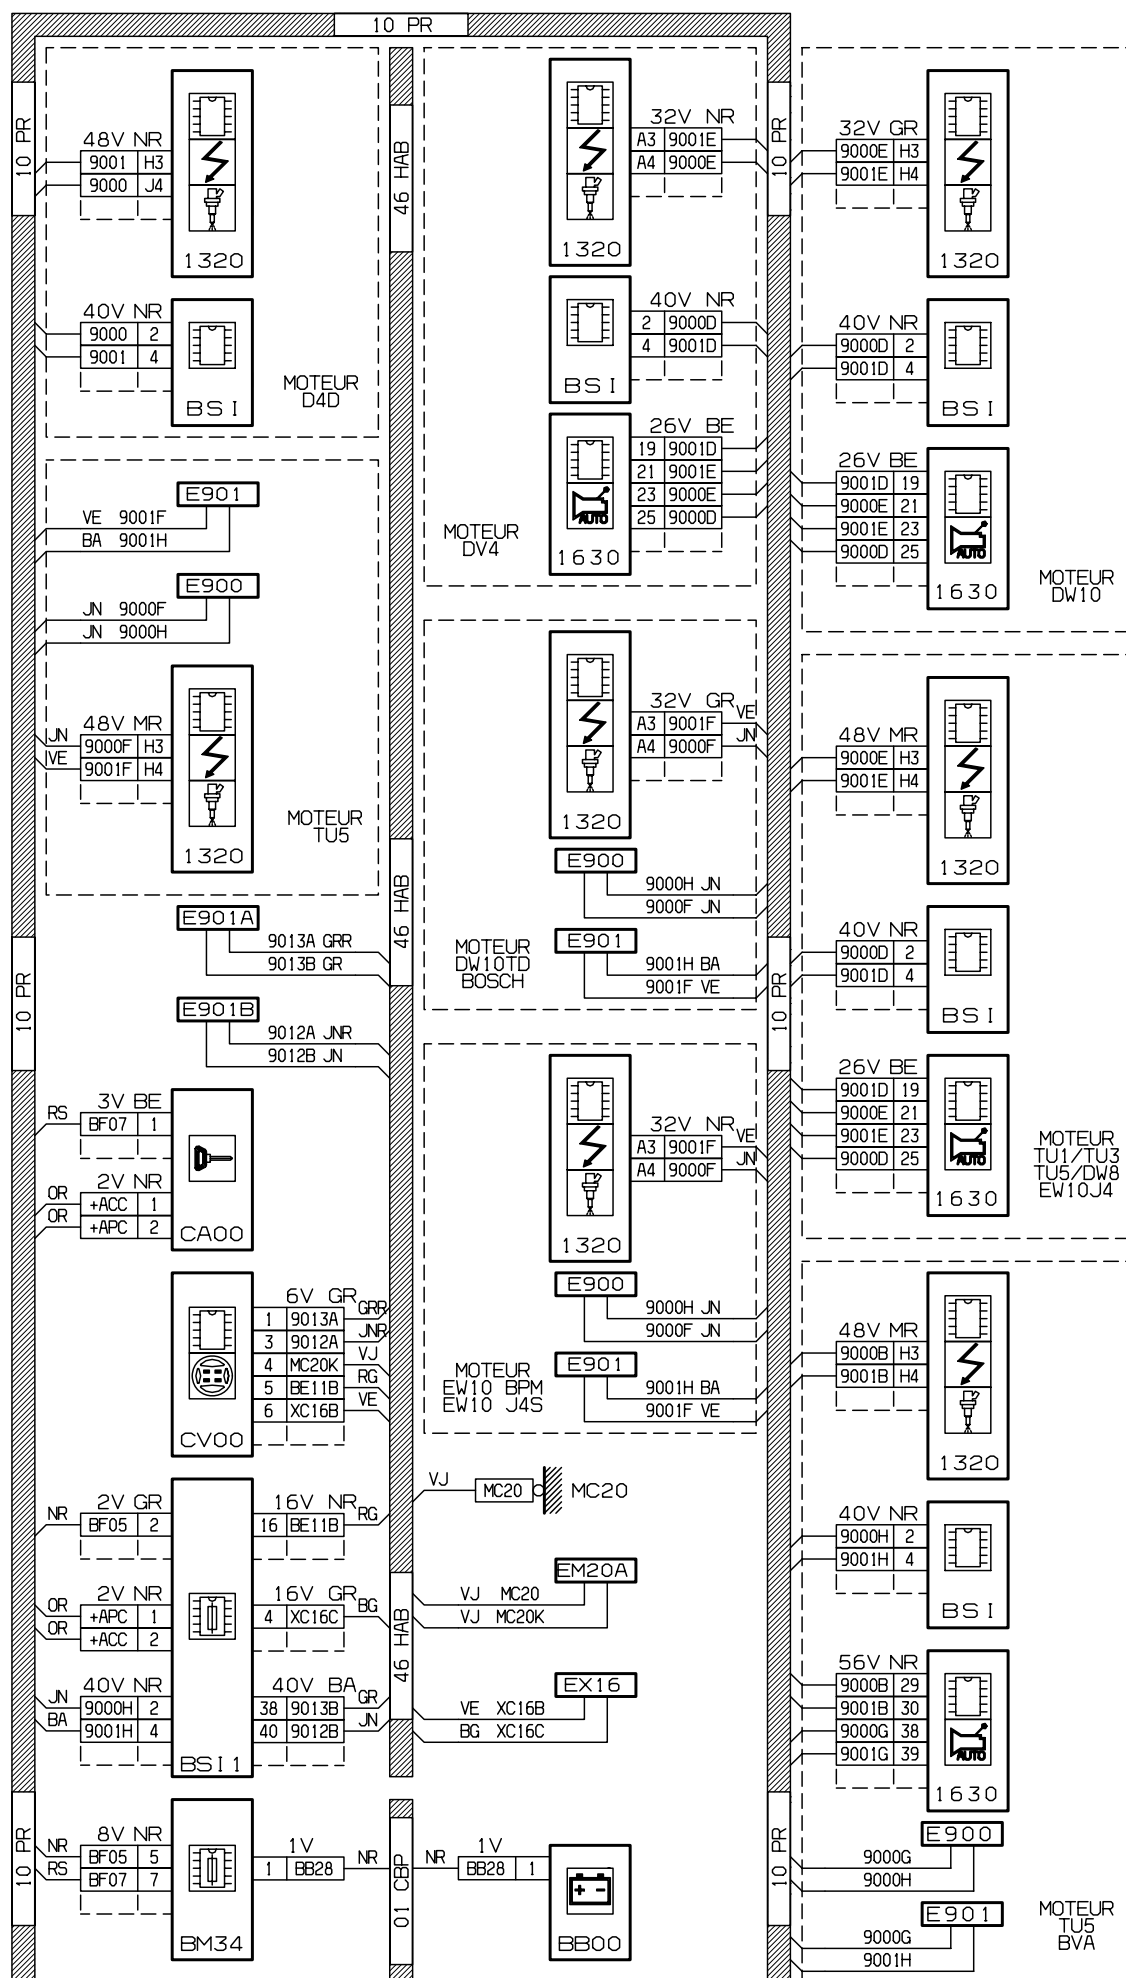 10 PR
10 PR
48V NR
9001 H3
9000 J4
1320
40V NR
9000 2
9001 4
BSI
MOTEUR
D4D
E901
VE 9001F
BA 9001H
E900
JN 9000F
JN 9000H
48V MR
JN 9000F H3
VE 9001F H4
1320
MOTEUR
TU5
E901A
9013A GRR
9013B GR
10 PR
E901B
9012A JNR
9012B JN
3V BE
RS BF07 1
2V NR
OR +ACC 1
OR +APC 2
CA00
6V GR
1 9013A GRR
3 9012A JNR
4 MC20K VJ
5 BE11B RG
6 XC16B VE
CV00
2V GR
NR BF05 2
16V NR
16 BE11B RG
2V NR
OR +APC 1
OR +ACC 2
16V GR
4 XC16C BG
40V NR
JN 9000H 2
BA 9001H 4
40V BA
38 9013B GR
40 9012B JN
BSI1
10 PR
8V NR
NR BF05 5
RS BF07 7
1V
1 BB28 NR
BM34
46 HAB
46 HAB
46 HAB
01 CBP
32V NR
A3 9001E
A4 9000E
1320
40V NR
2 9000D
4 9001D
BSI
26V BE
19 9001D
21 9001E
23 9000E
25 9000D
AUTO
1630
MOTEUR
DV4
32V GR
A3 9001F VE
A4 9000F JN
1320
E900
9000H JN
9000F JN
E901
9001H BA
9001F VE
MOTEUR
DW10TD
BOSCH
32V NR
A3 9001F VE
A4 9000F JN
1320
E900
9000H JN
9000F JN
E901
9001H BA
9001F VE
MOTEUR
EW10 BPM
EW10 J4S
VJ MC20 MC20
EM20A
VJ MC20
VJ MC20K
EX16
VE XC16B
BG XC16C
1V
NR BB28 1
BB00
10 PR
10 PR
10 PR
32V GR
9000E H3
9001E H4
1320
40V NR
9000D 2
9001D 4
BSI
26V BE
9001D 19
9000E 21
9001E 23
9000D 25
AUTO
1630
MOTEUR
DW10
48V MR
9000E H3
9001E H4
1320
40V NR
9000D 2
9001D 4
BSI
26V BE
9001D 19
9000E 21
9001E 23
9000D 25
AUTO
1630
MOTEUR
TU1/TU3
TU5/DW8
EW10J4
48V MR
9000B H3
9001B H4
1320
40V NR
9000H 2
9001H 4
BSI
56V NR
9000B 29
9001B 30
9000G 38
9001G 39
AUTO
1630
E900
9000G
9000H
E901
9000G
9001H
MOTEUR
TU5
BVA